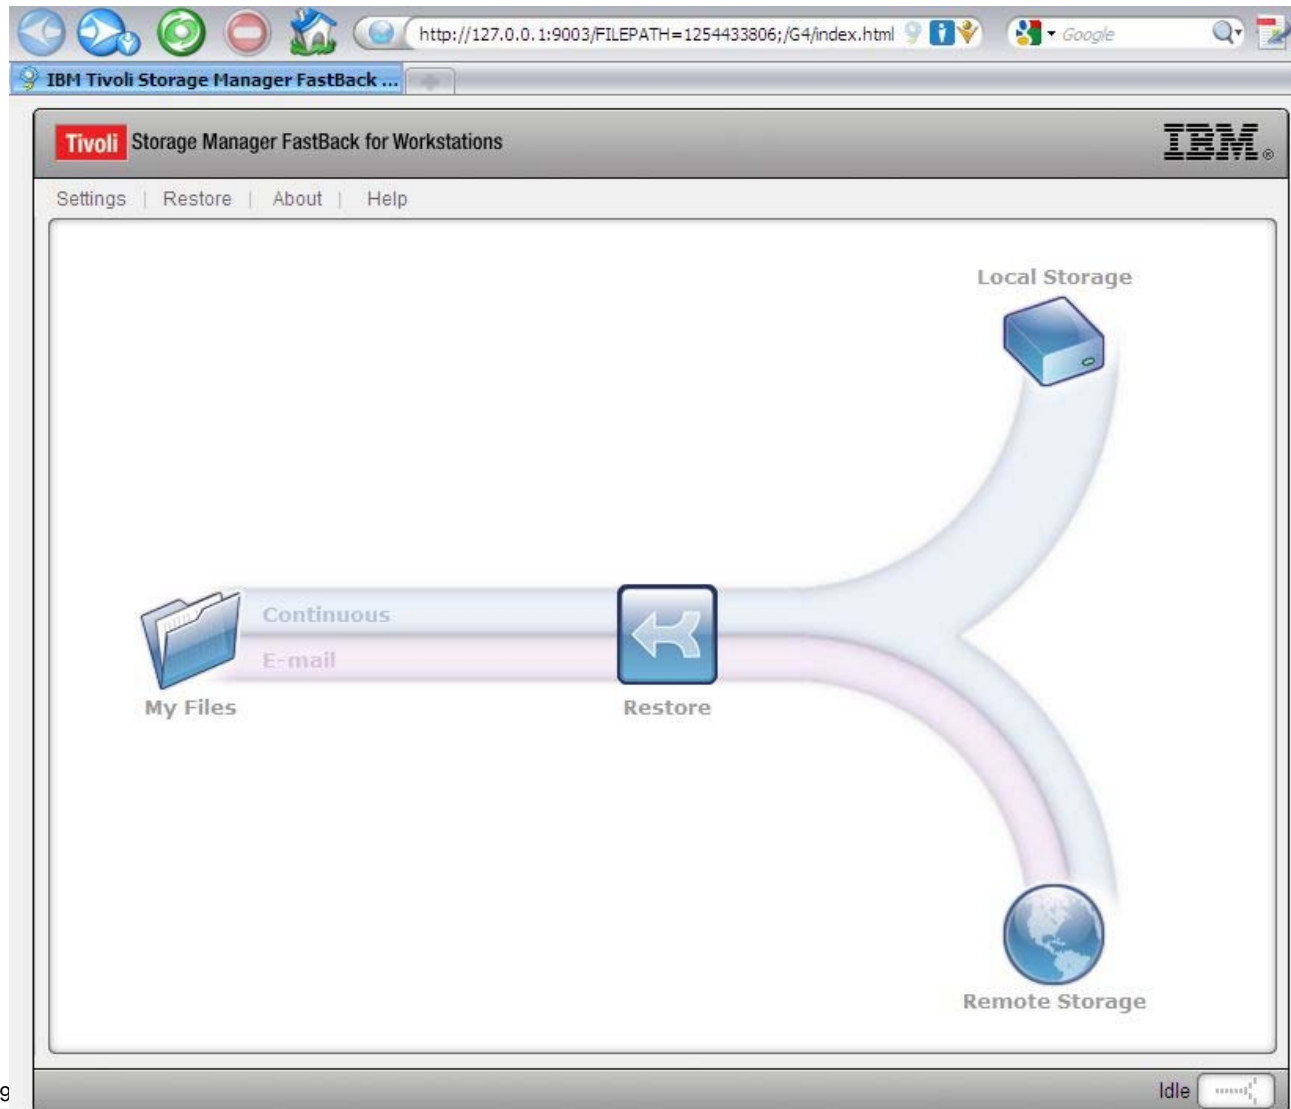 http://127.0.0.1:9003/FILEPATH=1254433806;/G4/index.html
Google
IBM Tivoli Storage Manager FastBack ...
Tivoli Storage Manager FastBack for Workstations
IBM®
Settings | Restore | About | Help
Local Storage
Continuous
E-mail
My Files
Restore
Remote Storage
9
Idle